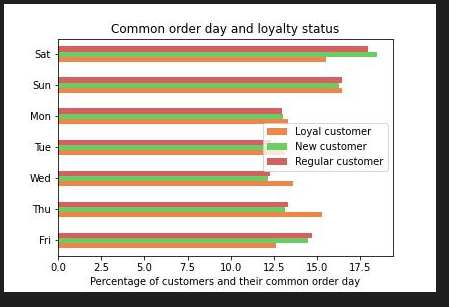 Common order day and loyalty status
Sat
Sun
Mon
Loyal customer
New customer
Tue
Regular customer
Wed
Thu
Fri
0.0 2.5 5.0 7.5 10.0 12.5 15.0 17.5
Percentage of customers and their common order day